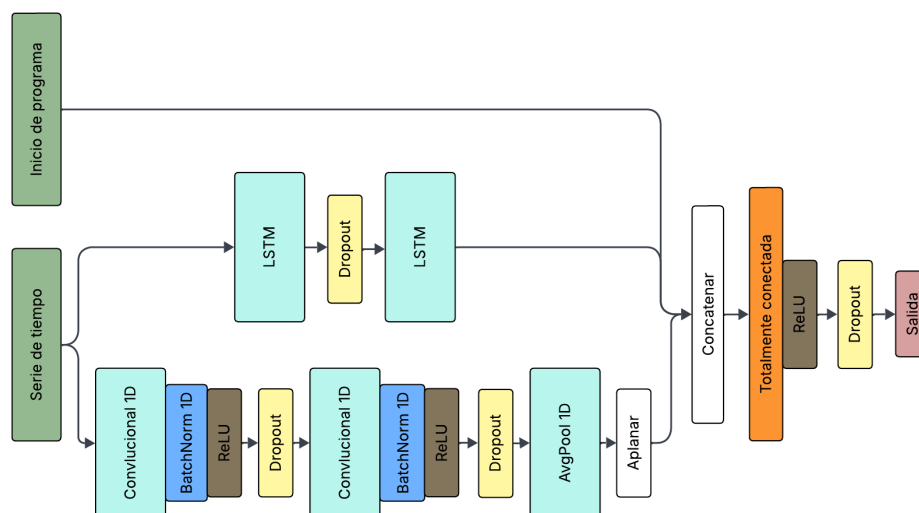 Inicio de programa
Serie de tiempo
LSTM
Dropout
LSTM
Convlucional 1D
BatchNorm 1D
ReLU
Dropout
Convlucional 1D
BatchNorm 1D
ReLU
Dropout
AvgPool 1D
Aplanar
Concatenar
Totalmente conectada
ReLU
Dropout
Salida